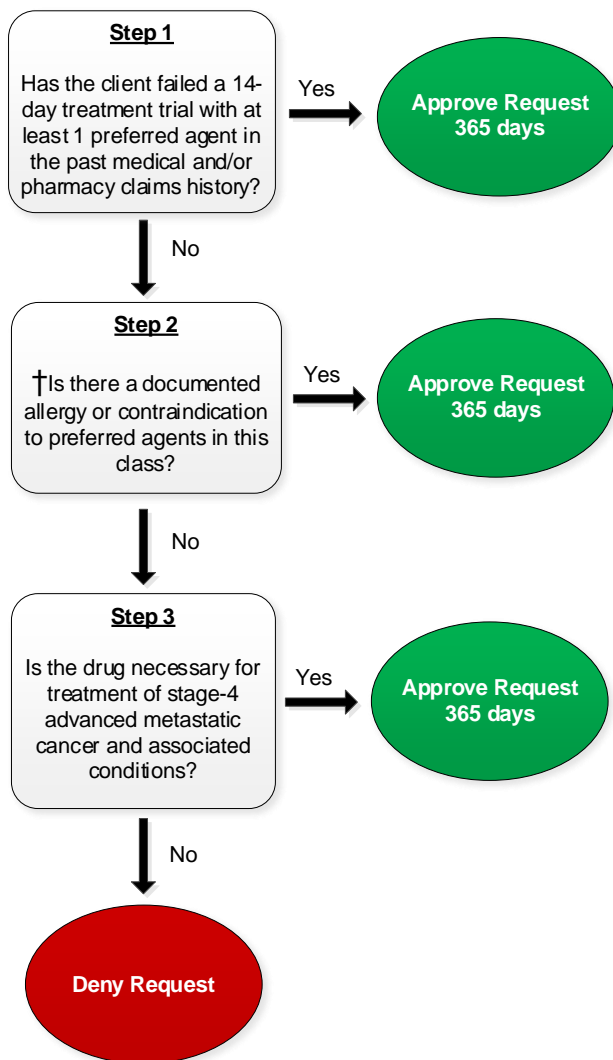 Step 1
Has the client failed a 14-
day treatment trial with at
least 1 preferred agent in
the past medical and/or
pharmacy claims history?
Yes
Approve Request
365 days
No
Step 2
†Is there a documented
allergy or contraindication
to preferred agents in this
class?
Yes
Approve Request
365 days
No
Step 3
Is the drug necessary for
treatment of stage-4
advanced metastatic
cancer and associated
conditions?
Yes
Approve Request
365 days
No
Deny Request